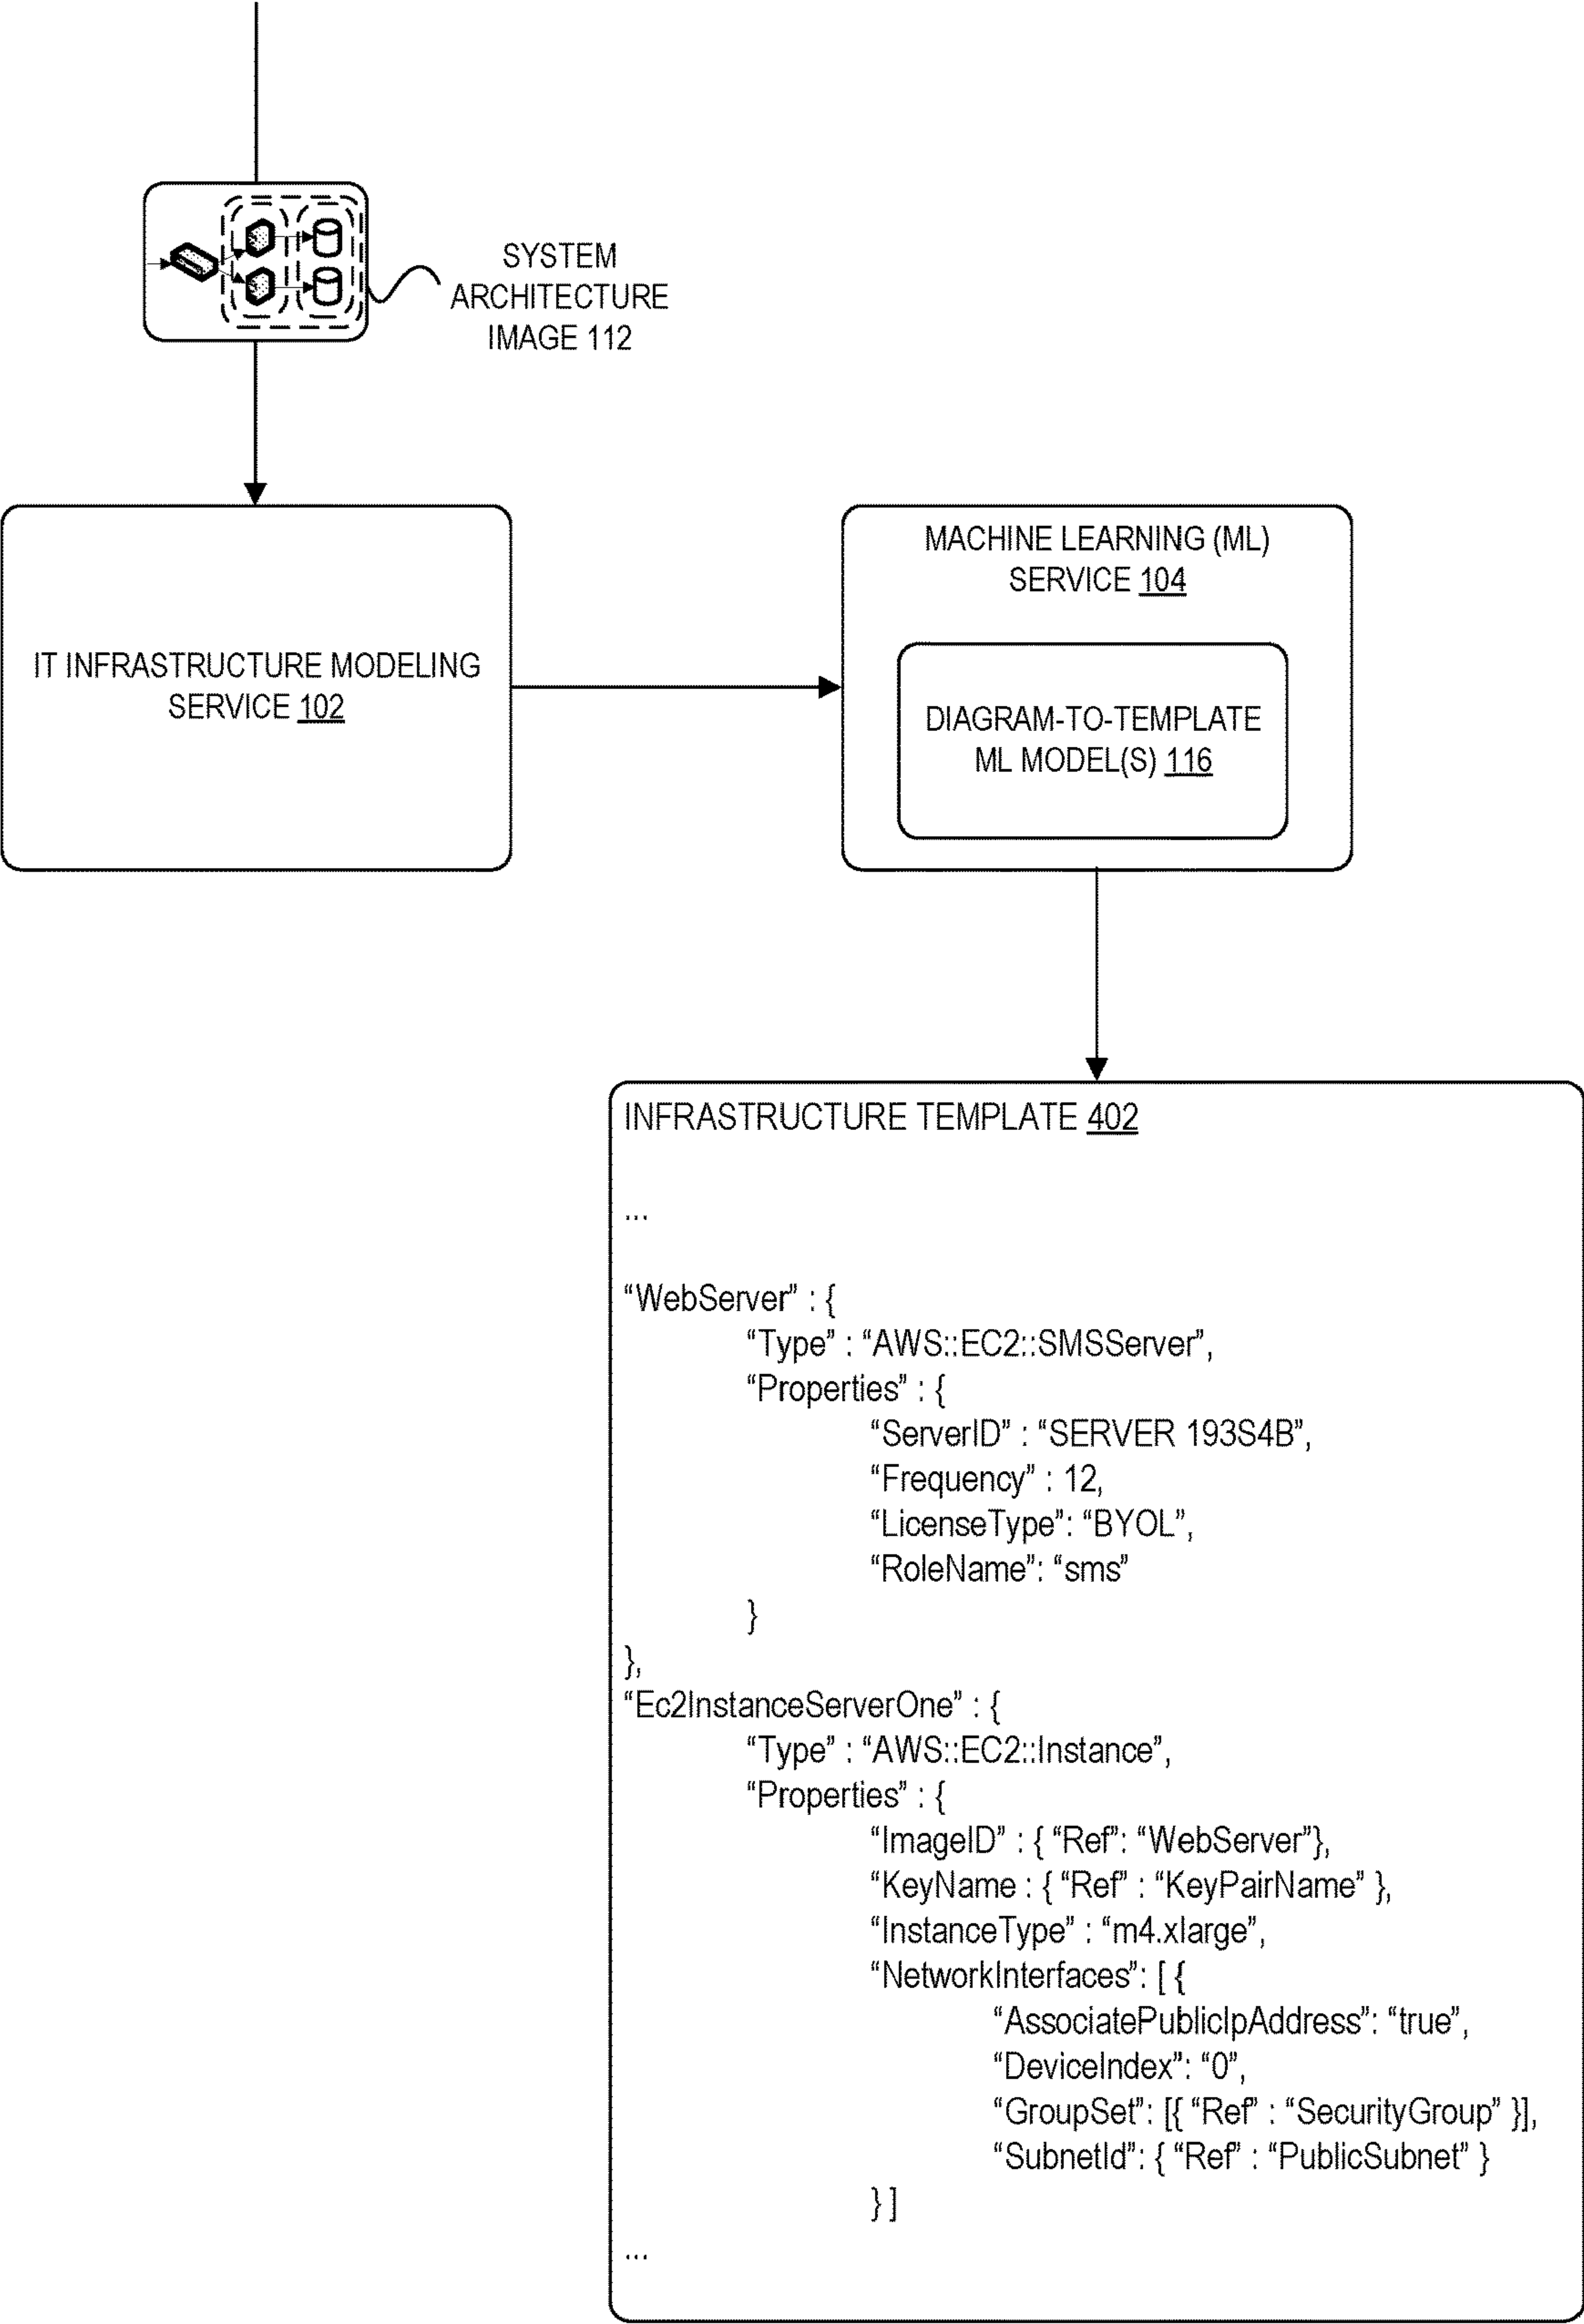 SYSTEM
ARCHITECTURE
IMAGE 112
IT INFRASTRUCTURE MODELING
SERVICE 102
MACHINE LEARNING (ML)
SERVICE 104
DIAGRAM-TO-TEMPLATE
ML MODEL(S) 116
INFRASTRUCTURE TEMPLATE 402
...
“WebServer” : {
“Type” : “AWS::EC2::SMSServer”,
“Properties” : {
“ServerID” : “SERVER 193S4B”,
“Frequency” : 12,
“LicenseType”: “BYOL”,
“RoleName”: “sms”
}
},
“Ec2InstanceServerOne” : {
“Type” : “AWS::EC2::Instance”,
“Properties” : {
“ImageID” : { “Ref”: “WebServer”},
“KeyName : { “Ref” : “KeyPairName” },
“InstanceType” : “m4.xlarge”,
“NetworkInterfaces”: [ {
“AssociatePublicIpAddress”: “true”,
“DeviceIndex”: “0”,
“GroupSet”: [{ “Ref” : “SecurityGroup” }],
“SubnetId”: { “Ref” : “PublicSubnet” }
} ]
...